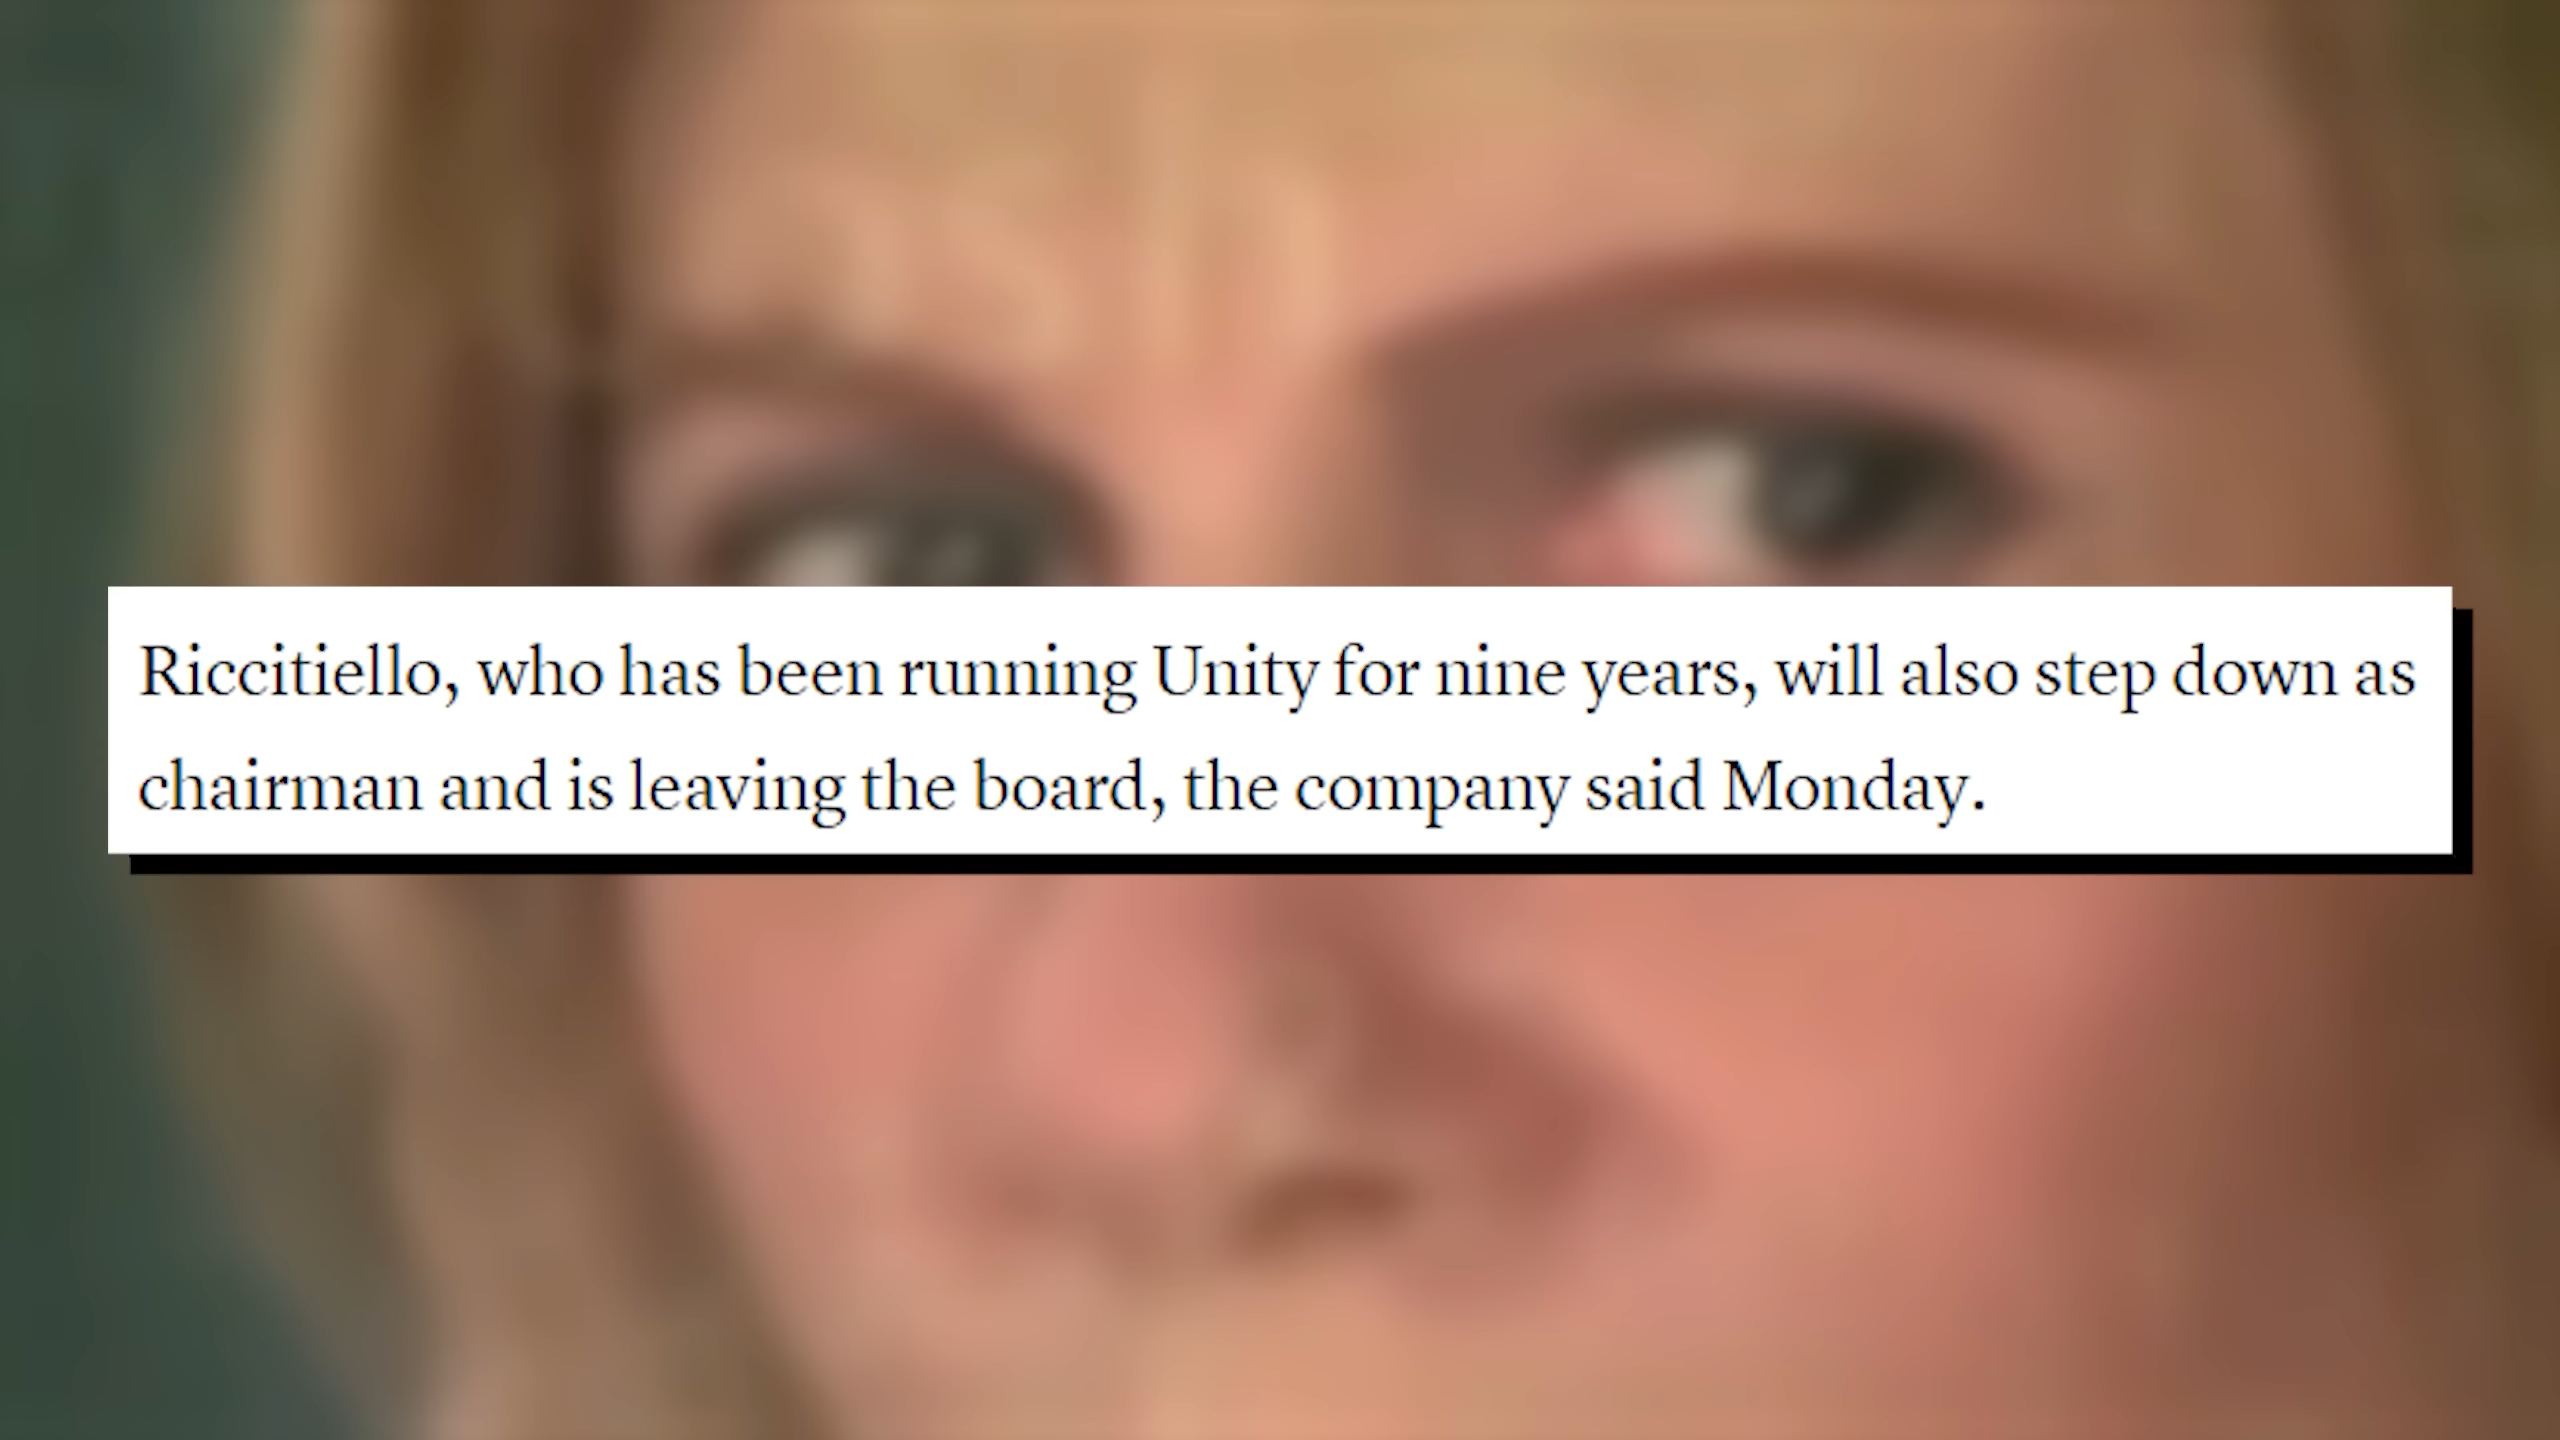 Riccitiello, who has been running Unity for nine years, will also step down as
chairman and is leaving the board, the company said Monday.